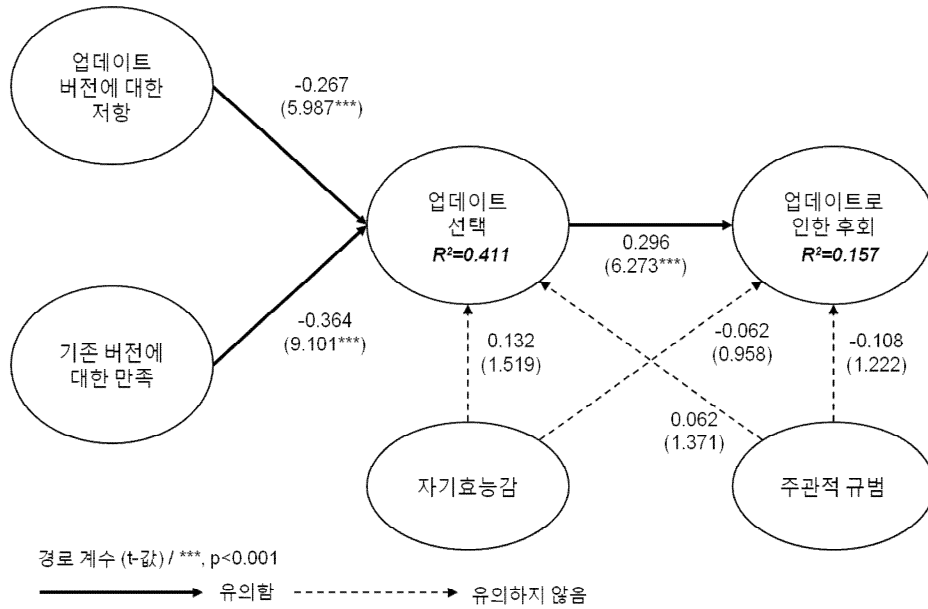 업데이트
버전에 대한
저항
-0.267
(5.987***)
업데이트
선택
R²=0.411
업데이트로
인한 후회
R²=0.157
0.296
(6.273***)
기존 버전에
대한 만족
-0.364
(9.101***)
0.132
(1.519)
-0.062
(0.958)
-0.108
(1.222)
0.062
(1.371)
자기효능감
주관적 규범
경로 계수 (t-값) / ***, p<0.001
유의함
유의하지 않음